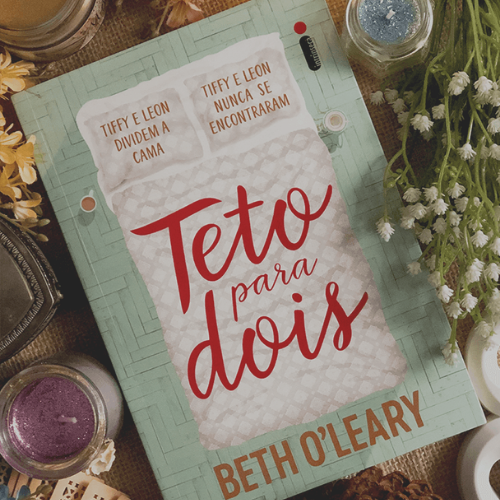 TIFFY E LEON
DIVIDEM A
CAMA
TIFFY E LEON
NUNCA SE
ENCONTRARAM
Teto
para
dois
BETH O'LEARY